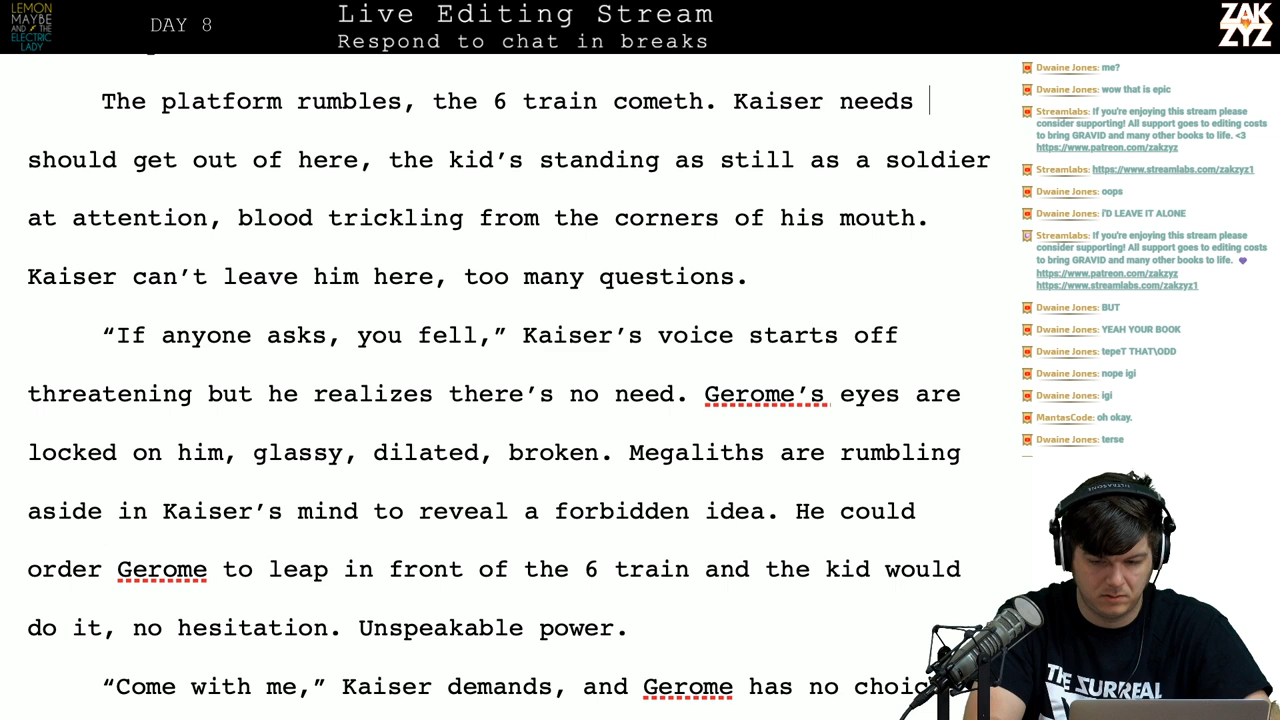 LEMON
MAYBE
AND THE
ELECTRIC
LADY
DAY 8
Live Editing Stream
Respond to chat in breaks
ZAK
ZYZ
The platform rumbles, the 6 train cometh. Kaiser needs
should get out of here, the kid’s standing as still as a soldier
at attention, blood trickling from the corners of his mouth.
Kaiser can’t leave him here, too many questions.
“If anyone asks, you fell,” Kaiser’s voice starts off
threatening but he realizes there’s no need. Gerome’s eyes are
locked on him, glassy, dilated, broken. Megaliths are rumbling
aside in Kaiser’s mind to reveal a forbidden idea. He could
order Gerome to leap in front of the 6 train and the kid would
do it, no hesitation. Unspeakable power.
“Come with me,” Kaiser demands, and Gerome has no
Dwaine Jones: me?
Dwaine Jones: wow that is epic
Streamlabs: If you're enjoying this stream please
consider supporting! All support goes to editing costs
to bring GRAVID and many other books to life. <3
https://www.patreon.com/zakzyz
Streamlabs: https://www.streamlabs.com/zakzyz1
Dwaine Jones: oops
Dwaine Jones: i'D LEAVE IT ALONE
Streamlabs: If you're enjoying this stream please
consider supporting! All support goes to editing costs
to bring GRAVID and many other books to life. 💜
https://www.patreon.com/zakzyz
https://www.streamlabs.com/zakzyz1
Dwaine Jones: BUT
Dwaine Jones: YEAH YOUR BOOK
Dwaine Jones: tepeT THAT\ODD
Dwaine Jones: nope igi
Dwaine Jones: igi
MantasCode: oh okay.
Dwaine Jones: terse
ULTRASONE
THE SURREAL